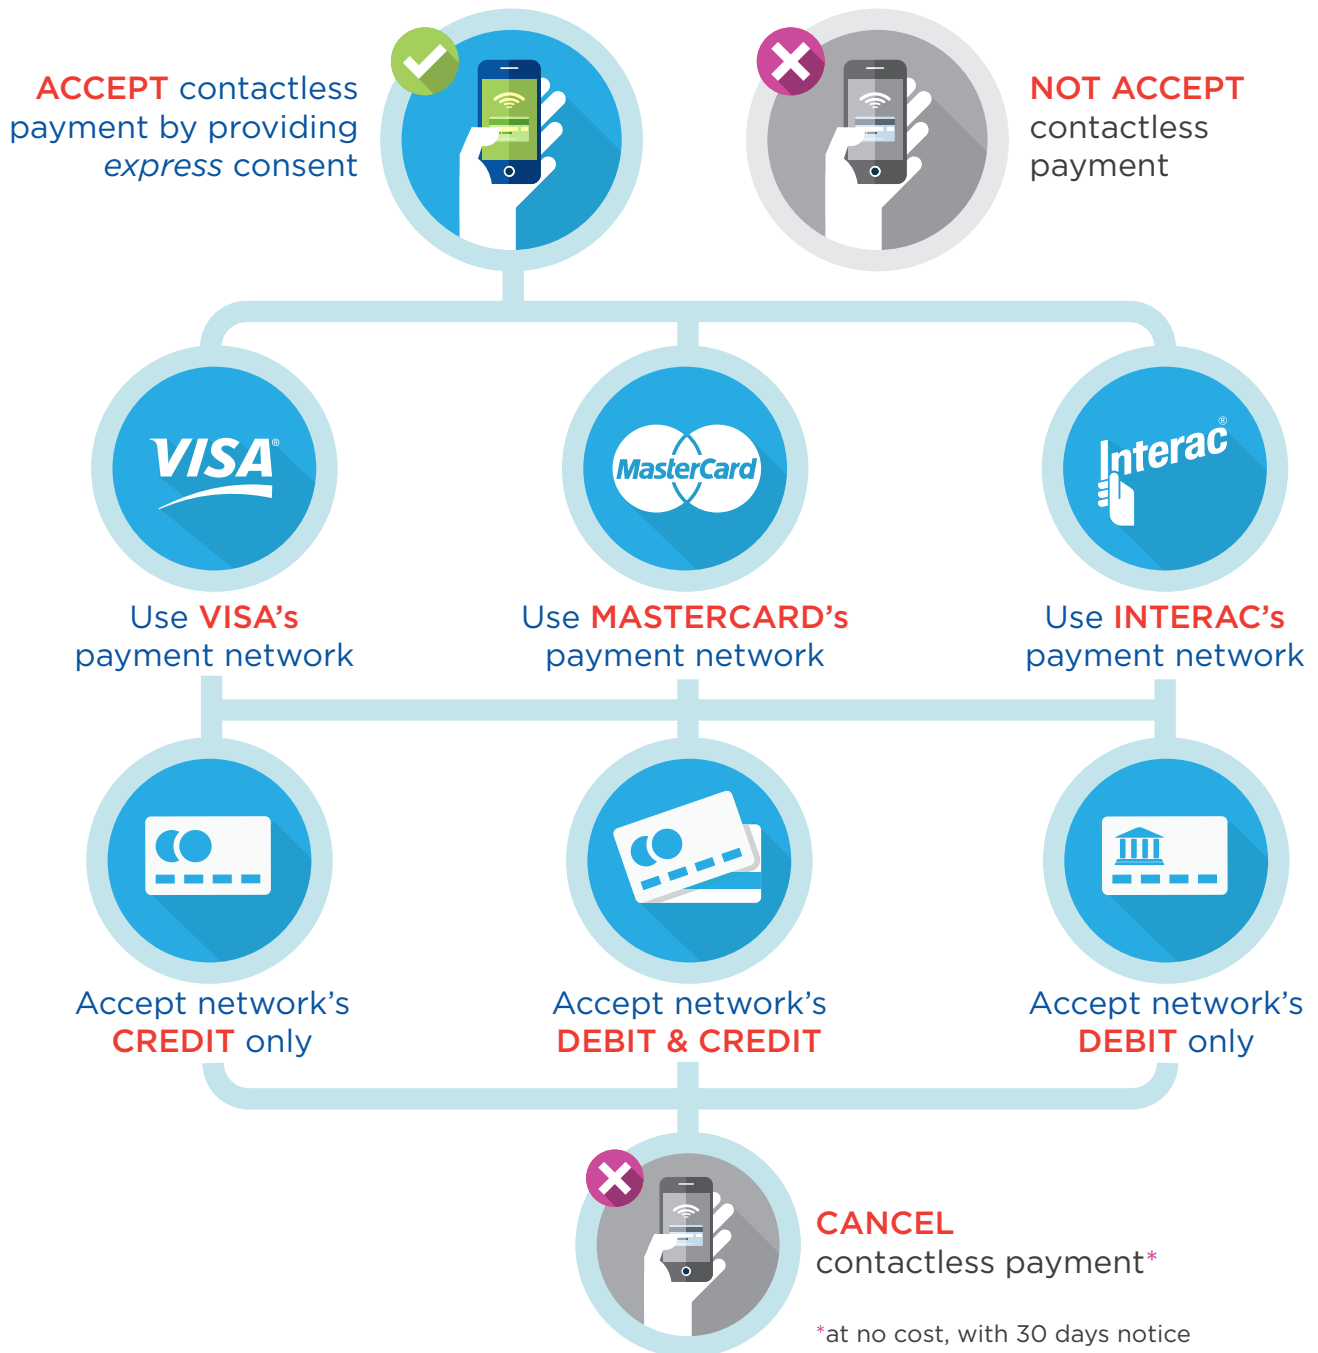 ACCEPT contactless
payment by providing
express consent
NOT ACCEPT
contactless
payment
VISA®
MasterCard
Interac®
Use VISA's
payment network
Use MASTERCARD's
payment network
Use INTERAC's
payment network
Accept network's
CREDIT only
Accept network's
DEBIT & CREDIT
Accept network's
DEBIT only
CANCEL
contactless payment*
*at no cost, with 30 days notice